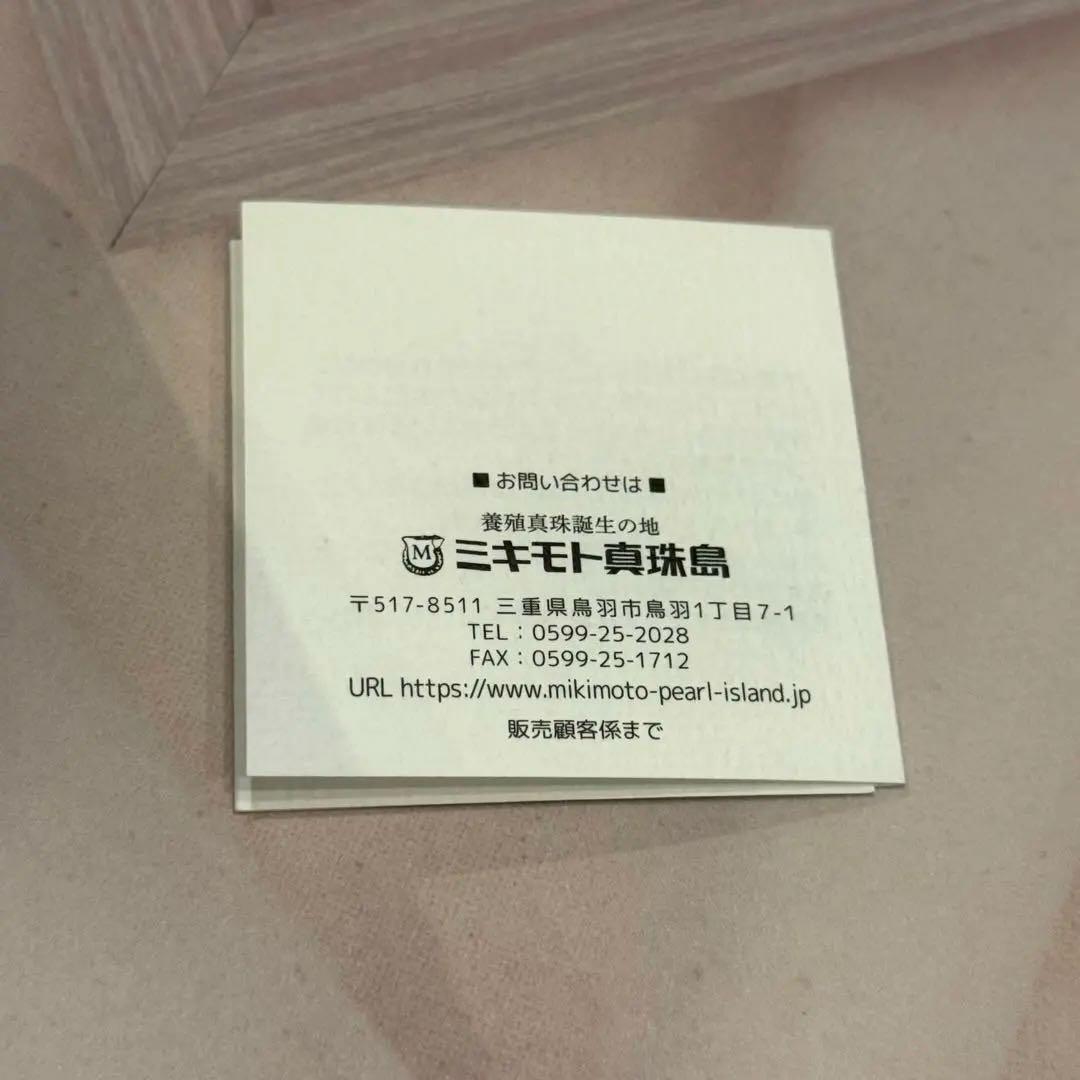 ■ お問い合わせは ■
養殖真珠誕生の地
M ミキモト真珠島
〒517-8511 三重県鳥羽市鳥羽1丁目7-1
TEL：0599-25-2028
FAX：0599-25-1712
URL https://www.mikimoto-pearl-island.jp
販売顧客係まで